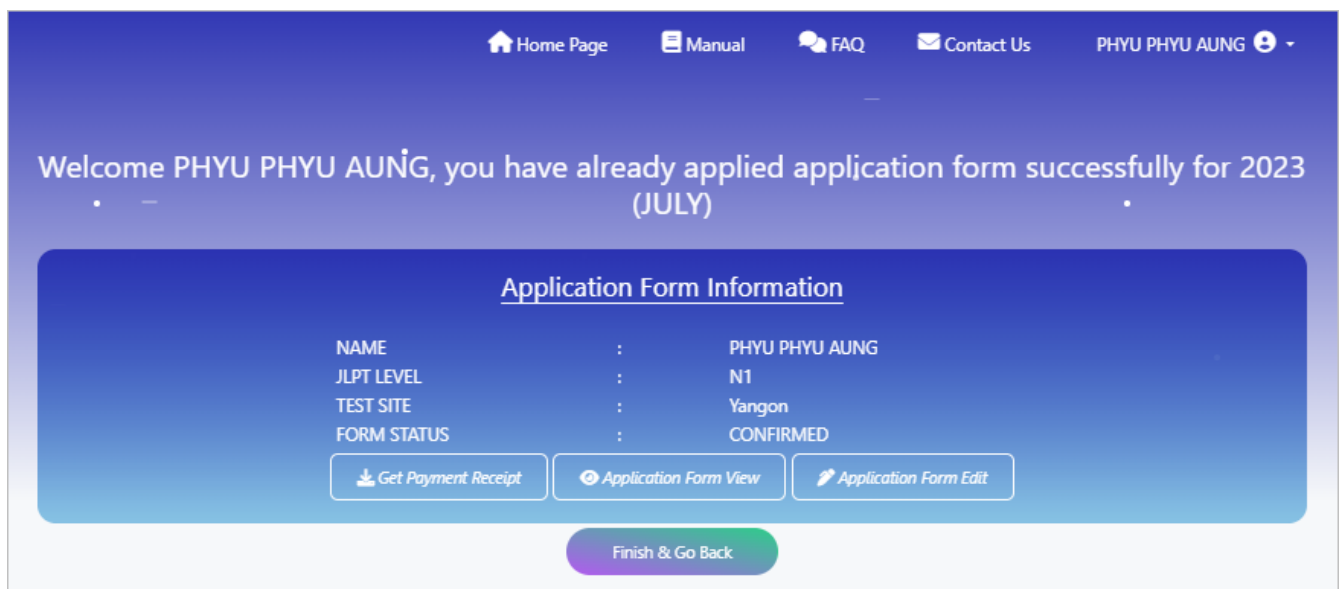 Home Page Manual FAQ Contact Us PHYU PHYU AUNG
Welcome PHYU PHYU AUNG, you have already applied application form successfully for 2023
(JULY)
Application Form Information
NAME : PHYU PHYU AUNG
JLPT LEVEL : N1
TEST SITE : Yangon
FORM STATUS : CONFIRMED
Get Payment Receipt Application Form View Application Form Edit
Finish & Go Back